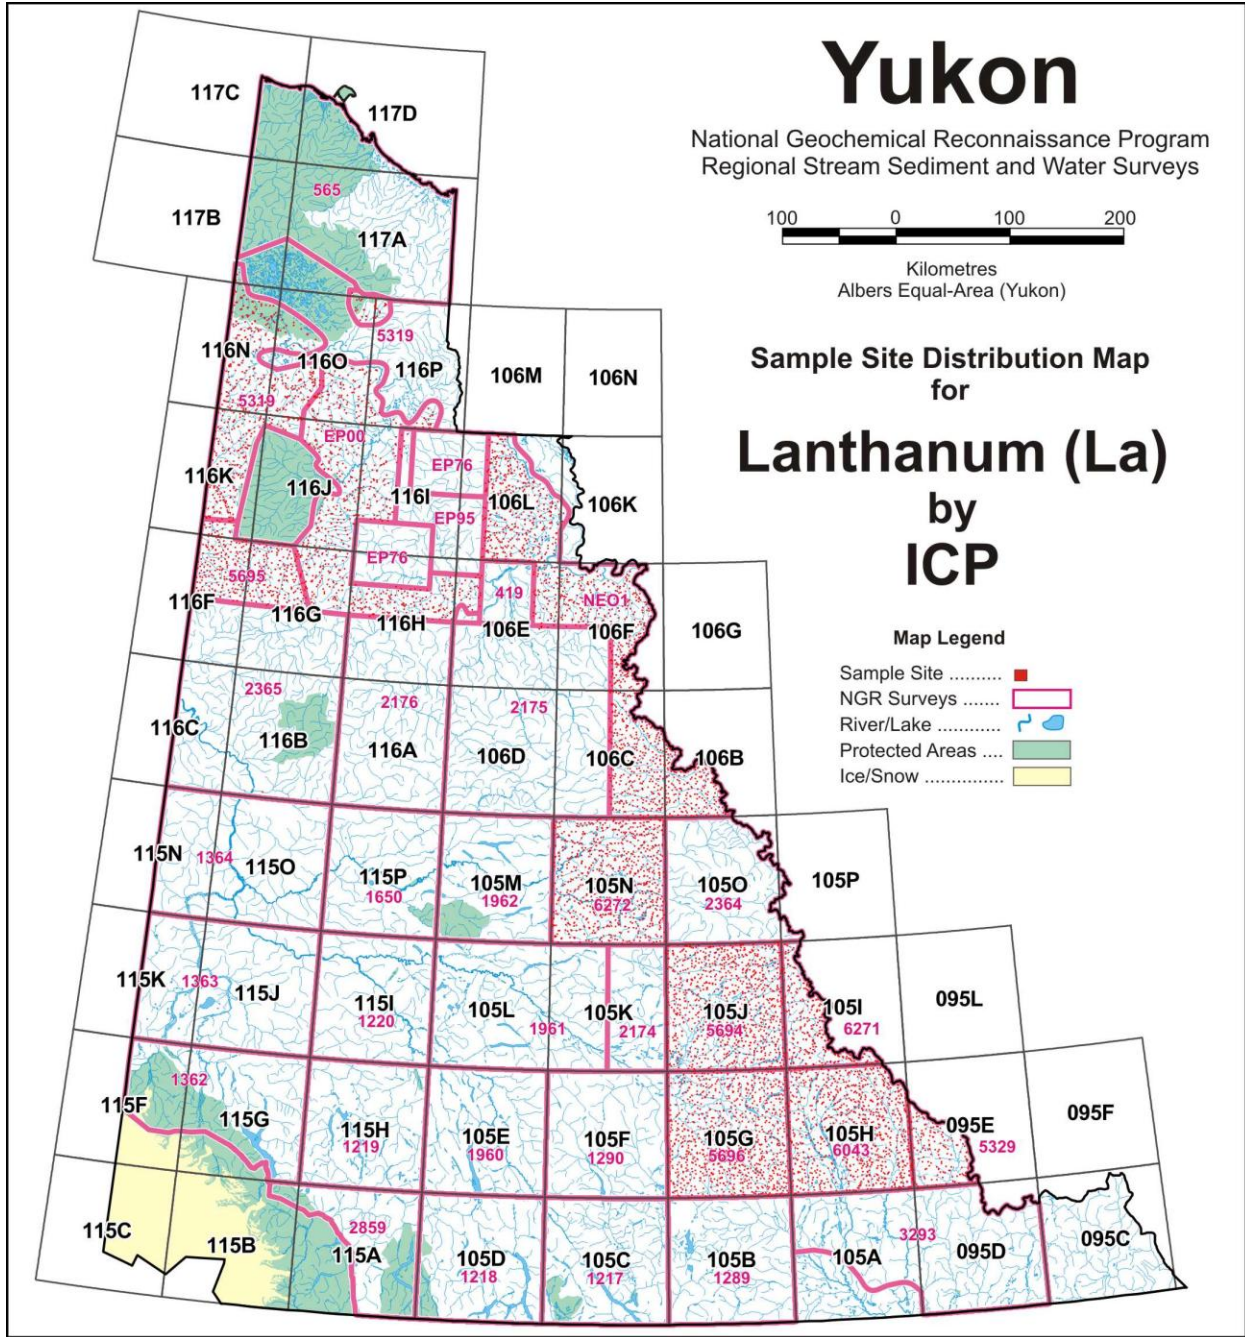 Yukon
National Geochemical Reconnaissance Program
Regional Stream Sediment and Water Surveys
100 0 100 200
Kilometres
Albers Equal-Area (Yukon)
Sample Site Distribution Map
for
Lanthanum (La)
by
ICP
Map Legend
Sample Site ..........
NGR Surveys .......
River/Lake ............
Protected Areas ....
Ice/Snow ...............
117C
117D
565
117B
117A
5319
116N
116O
116P
106M
106N
5319
EP00
EP76
116K
116J
116I
106L
106K
EP95
EP76
5695
419
NEO1
116F
116G
116H
106E
106F
106G
2365
2176
2175
116C
116B
116A
106D
106C
106B
115N
1364
115O
115P
1650
105M
1962
105N
6272
105O
2364
105P
115K
1363
115J
115I
1220
105L
1961
105K
2174
105J
5694
105I
6271
095L
1362
115F
115G
115H
1219
105E
1960
105F
1290
105G
5696
105H
6043
095E
5329
095F
115C
115B
2859
115A
105D
1218
105C
1217
105B
1289
105A
3293
095D
095C